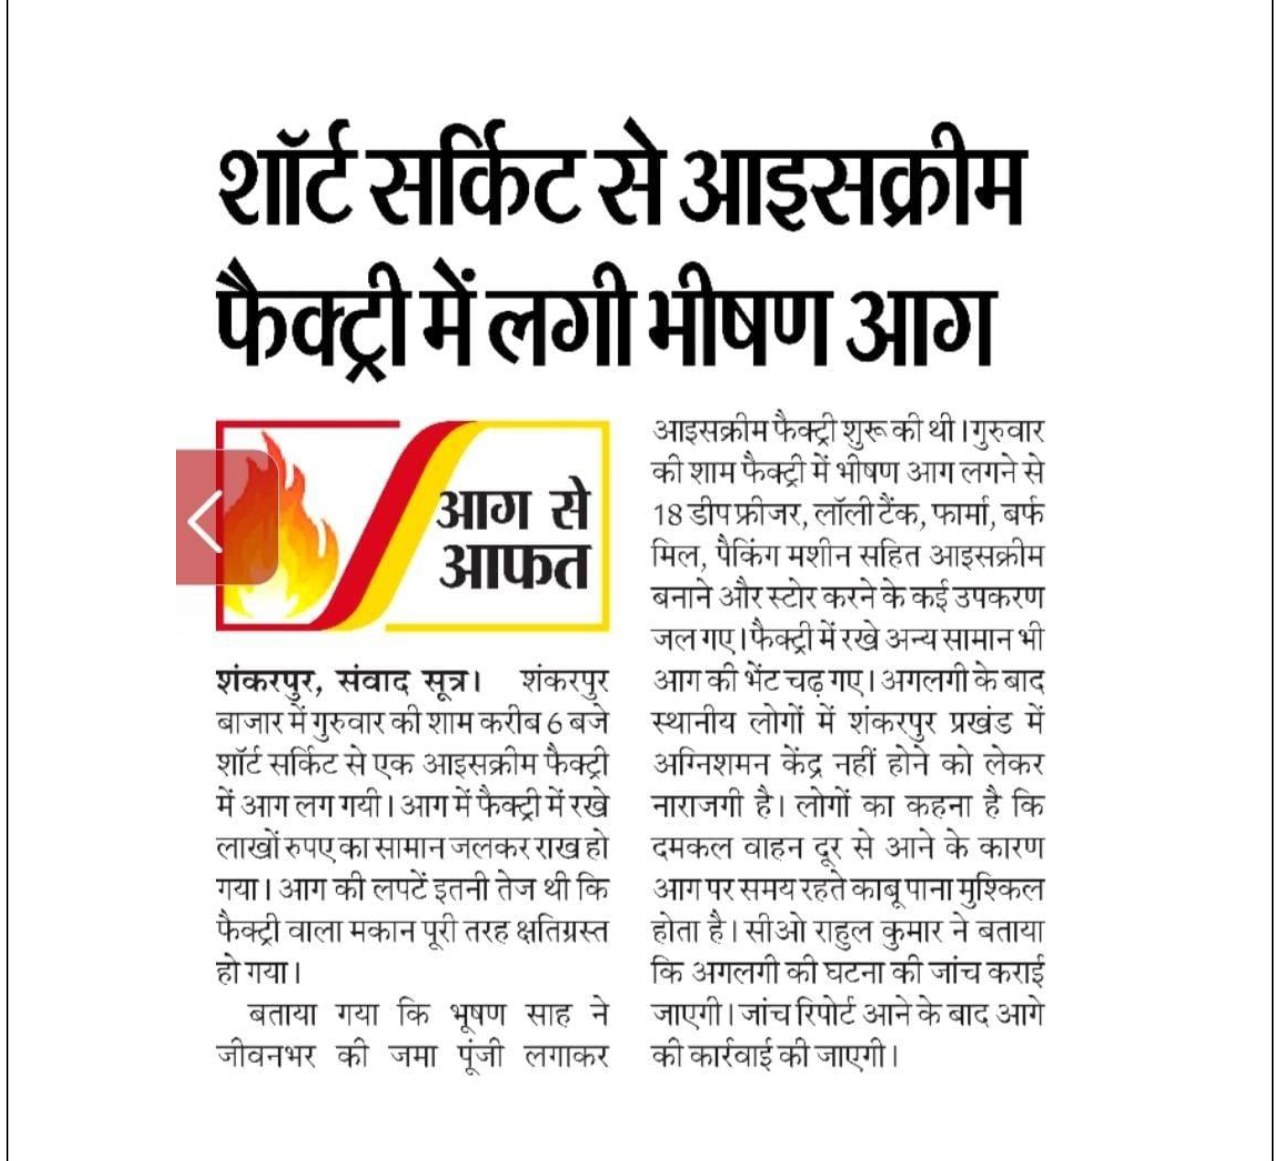 शॉर्ट सर्किट से आइसक्रीम
फैक्ट्री में लगी भीषण आग
आग से
आफत
शंकरपुर, संवाद सूत्र। शंकरपुर
बाजार में गुरुवार की शाम करीब 6 बजे
शॉर्ट सर्किट से एक आइसक्रीम फैक्ट्री
में आग लग गयी। आग में फैक्ट्री में रखे
लाखों रुपए का सामान जलकर राख हो
गया। आग की लपटें इतनी तेज थी कि
फैक्ट्री वाला मकान पूरी तरह क्षतिग्रस्त
हो गया।
बताया गया कि भूषण साह ने
जीवनभर की जमा पूंजी लगाकर
आइसक्रीम फैक्ट्री शुरू की थी। गुरुवार
की शाम फैक्ट्री में भीषण आग लगने से
18 डीप फ्रीजर, लॉली टैंक, फार्मा, बर्फ
मिल, पैकिंग मशीन सहित आइसक्रीम
बनाने और स्टोर करने के कई उपकरण
जल गए। फैक्ट्री में रखे अन्य सामान भी
आग की भेंट चढ़ गए। अगलगी के बाद
स्थानीय लोगों में शंकरपुर प्रखंड में
अग्निशमन केंद्र नहीं होने को लेकर
नाराजगी है। लोगों का कहना है कि
दमकल वाहन दूर से आने के कारण
आग पर समय रहते काबू पाना मुश्किल
होता है। सीओ राहुल कुमार ने बताया
कि अगलगी की घटना की जांच कराई
जाएगी। जांच रिपोर्ट आने के बाद आगे
की कार्रवाई की जाएगी।